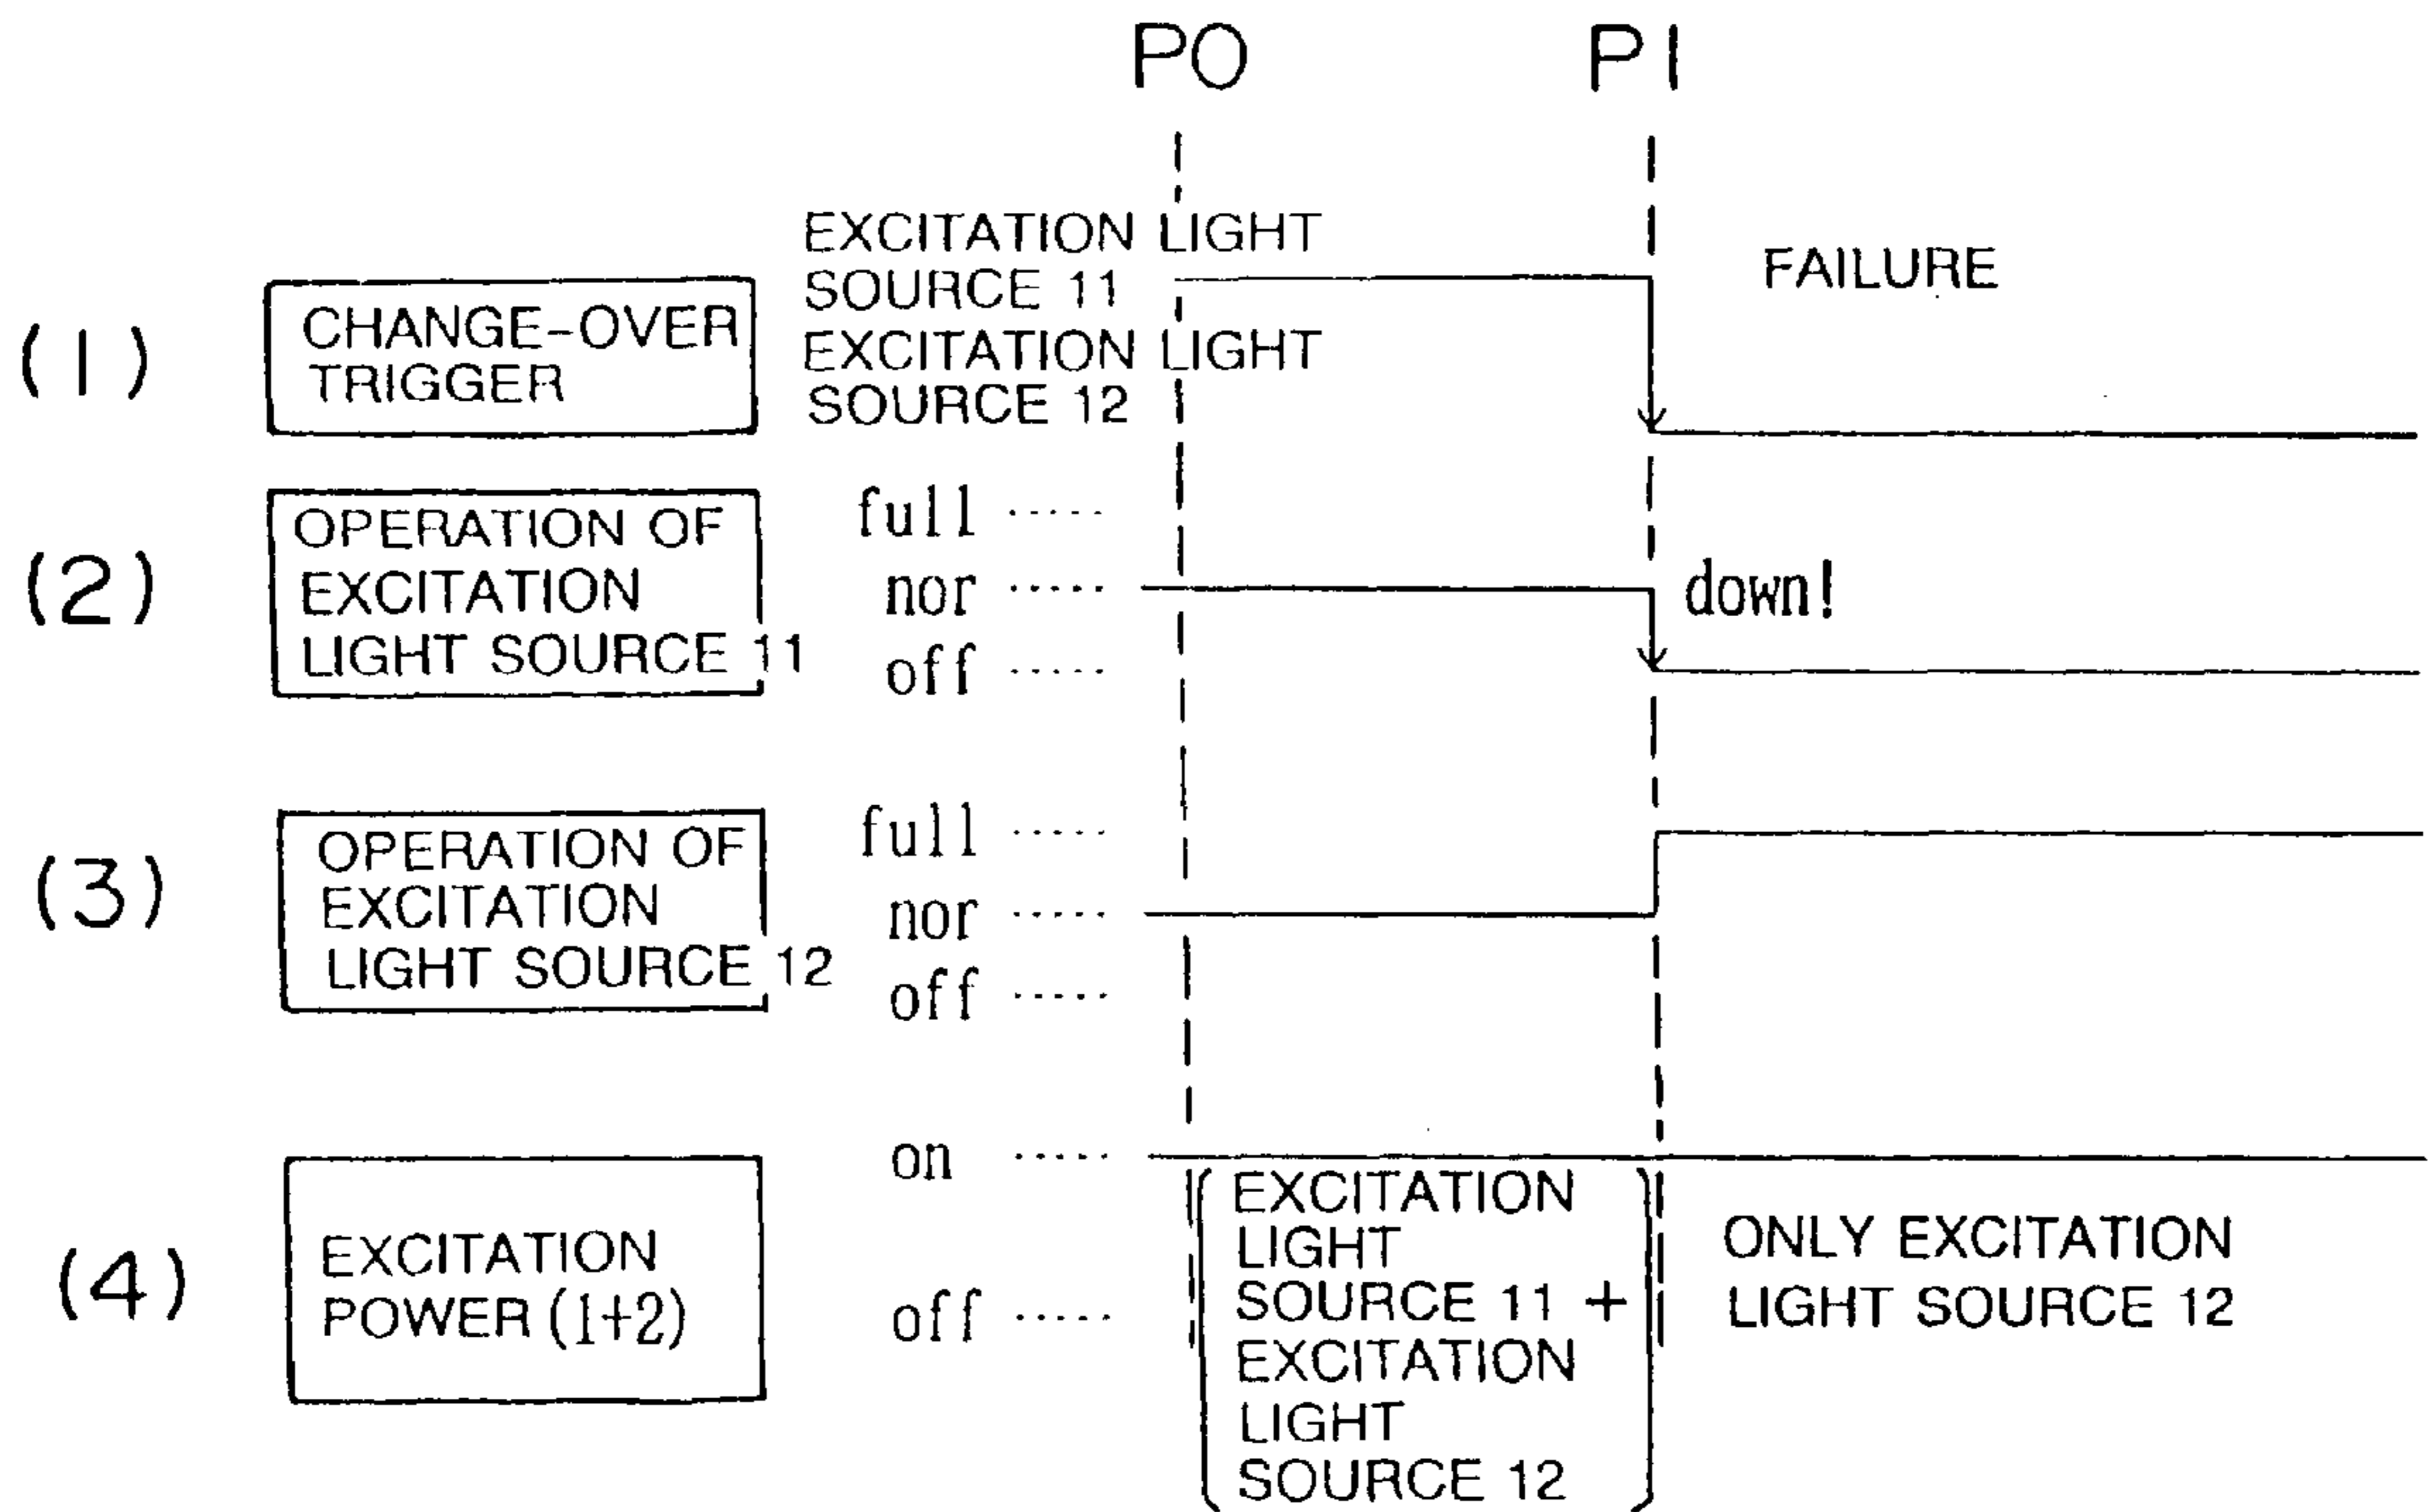 PO
P1
(1)
CHANGE-OVER
TRIGGER
EXCITATION LIGHT
SOURCE 11
EXCITATION LIGHT
SOURCE 12
FAILURE
(2)
OPERATION OF
EXCITATION
LIGHT SOURCE 11
full .....
nor .....
off .....
down!
(3)
OPERATION OF
EXCITATION
LIGHT SOURCE 12
full .....
nor .....
off .....
(4)
EXCITATION
POWER (1+2)
on .....
off .....
EXCITATION
LIGHT
SOURCE 11 +
EXCITATION
LIGHT
SOURCE 12
ONLY EXCITATION
LIGHT SOURCE 12